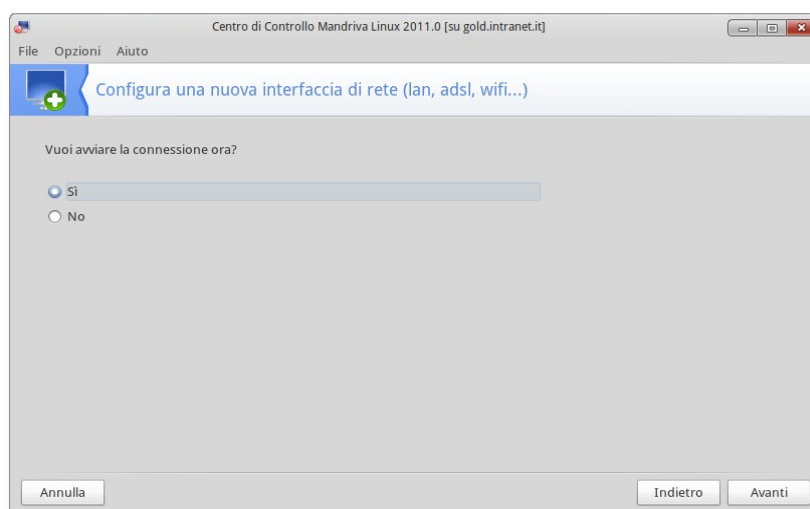 Centro di Controllo Mandriva Linux 2011.0 [su gold.intranet.it]
File Opzioni Aiuto
Configura una nuova interfaccia di rete (lan, adsl, wifi...)
Vuoi avviare la connessione ora?
Sì
No
Annulla Indietro Avanti